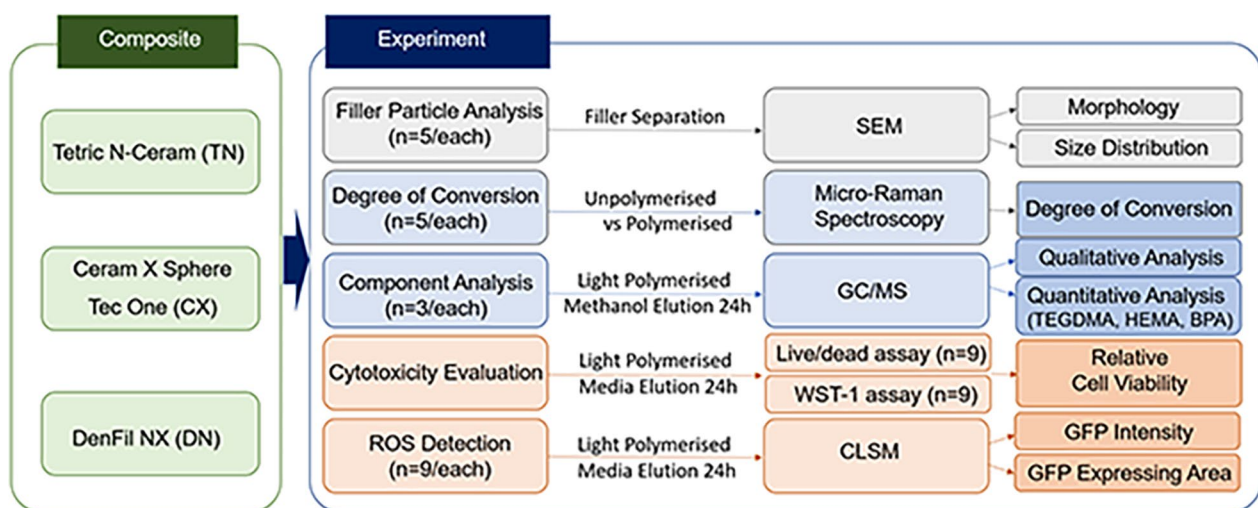 Composite
Tetric N-Ceram (TN)
Ceram X Sphere
Tec One (CX)
DenFil NX (DN)
Experiment
Filler Particle Analysis
(n=5/each)
Filler Separation
SEM
Morphology
Size Distribution
Degree of Conversion
(n=5/each)
Unpolymerised
vs Polymerised
Micro-Raman
Spectroscopy
Degree of Conversion
Component Analysis
(n=3/each)
Light Polymerised
Methanol Elution 24h
GC/MS
Qualitative Analysis
Quantitative Analysis
(TEGDMA, HEMA, BPA)
Cytotoxicity Evaluation
Light Polymerised
Media Elution 24h
Live/dead assay (n=9)
WST-1 assay (n=9)
Relative
Cell Viability
ROS Detection
(n=9/each)
Light Polymerised
Media Elution 24h
CLSM
GFP Intensity
GFP Expressing Area